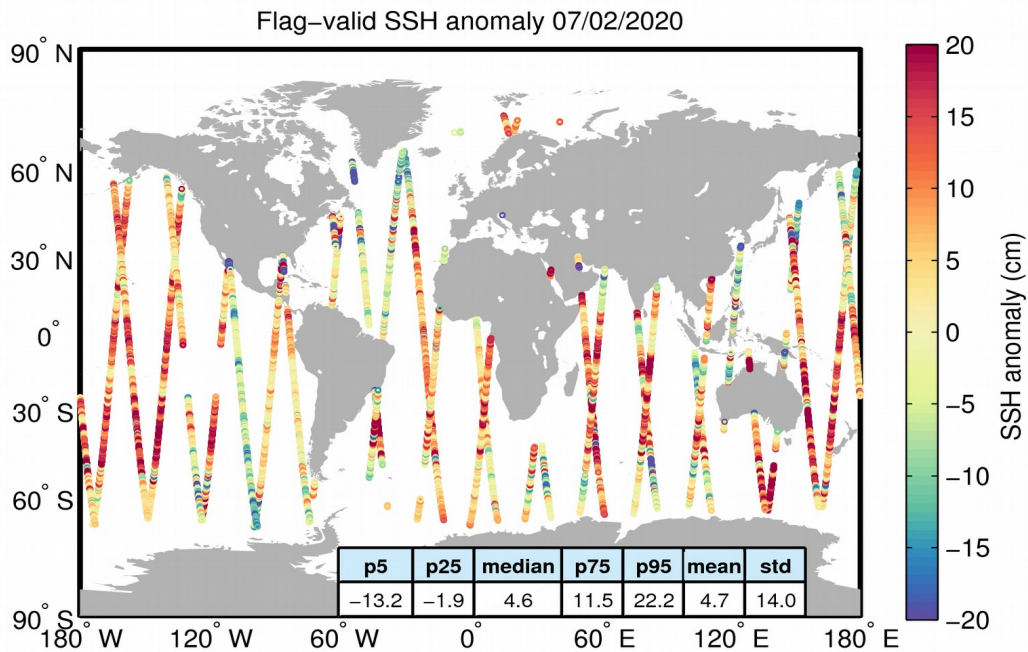 Flag−valid SSH anomaly 07/02/2020
90° N
60° N
30° N
0°
30° S
60° S
90° S
180° W
120° W
60° W
0°
60° E
120° E
180° E
20
15
10
5
0
−5
−10
−15
−20
SSH anomaly (cm)
p5 p25 median p75 p95 mean std
−13.2 −1.9 4.6 11.5 22.2 4.7 14.0